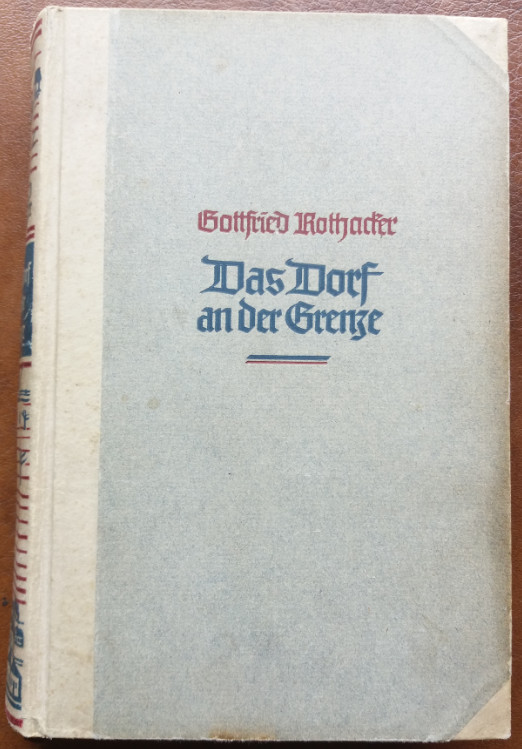 Gottfried Rothacker
Das Dorf
an der Grenze